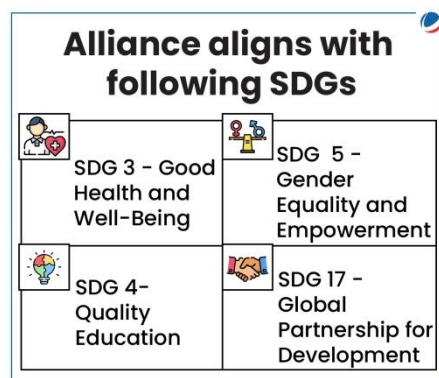 Alliance aligns with
following SDGs
SDG 3 - Good
Health and
Well-Being
SDG 5 -
Gender
Equality and
Empowerment
SDG 4-
Quality
Education
SDG 17 -
Global
Partnership for
Development